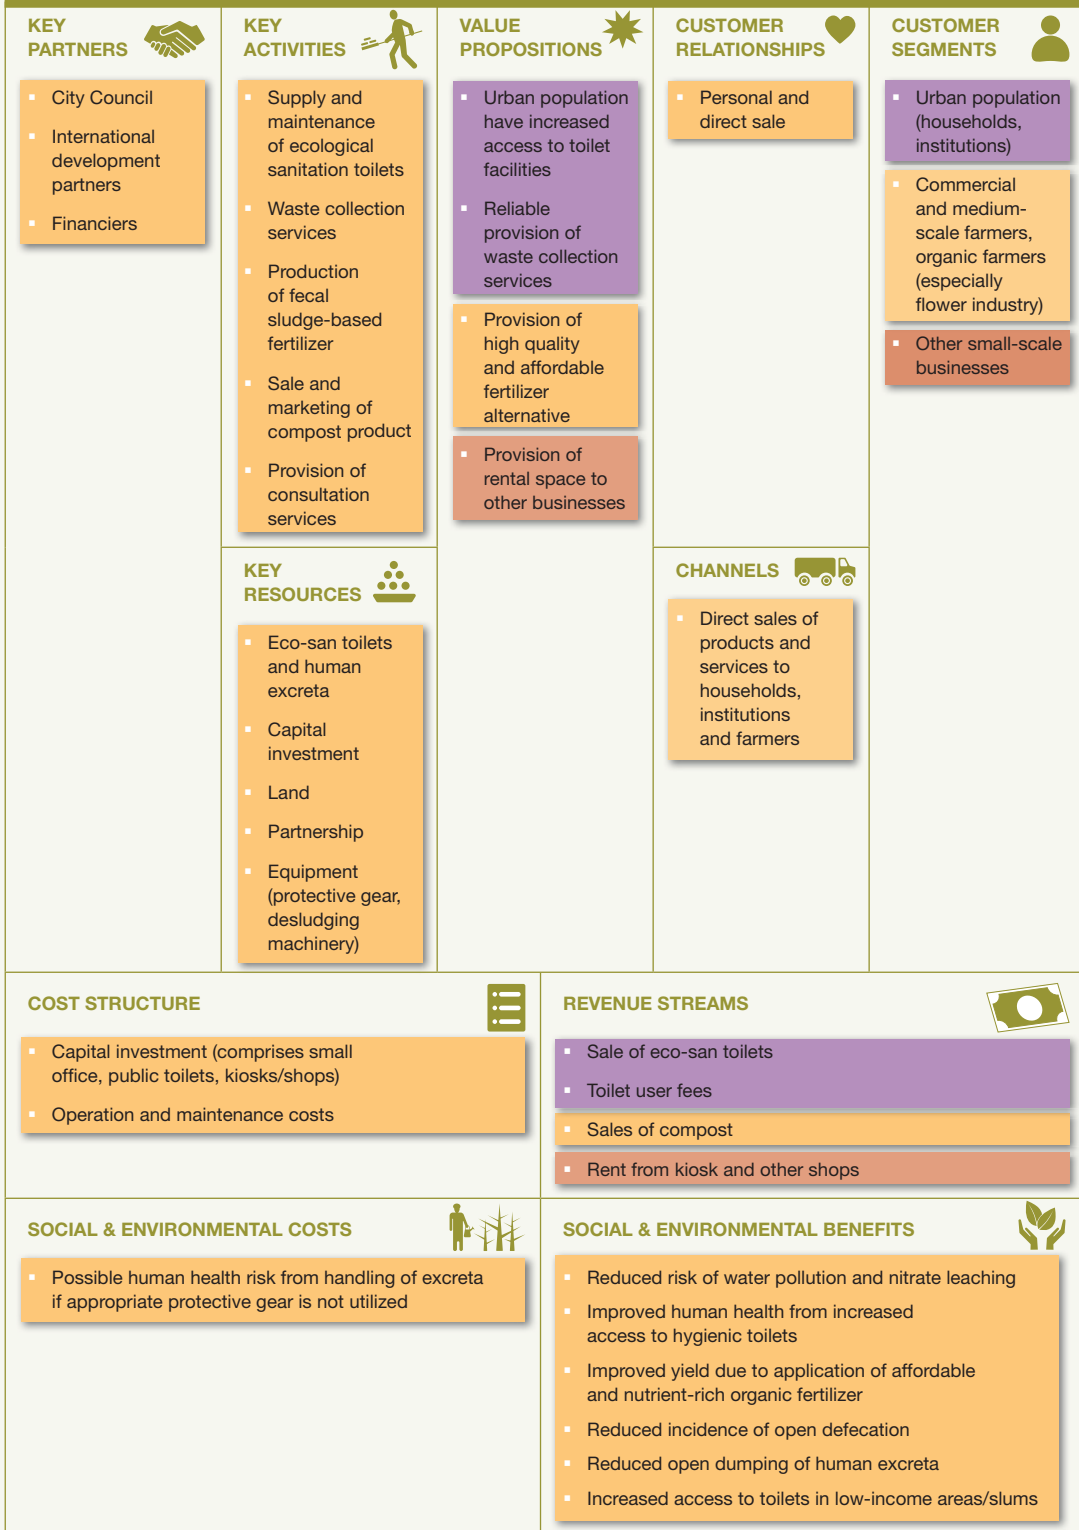 KEY
PARTNERS
City Council
International
development
partners
Financiers
KEY
ACTIVITIES
Supply and
maintenance
of ecological
sanitation toilets
Waste collection
services
Production
of fecal
sludge-based
fertilizer
Sale and
marketing of
compost product
Provision of
consultation
services
KEY
RESOURCES
Eco-san toilets
and human
excreta
Capital
investment
Land
Partnership
Equipment
(protective gear,
desludging
machinery)
VALUE
PROPOSITIONS
Urban population
have increased
access to toilet
facilities
Reliable
provision of
waste collection
services
Provision of
high quality
and affordable
fertilizer
alternative
Provision of
rental space to
other businesses
CUSTOMER
RELATIONSHIPS
Personal and
direct sale
CHANNELS
Direct sales of
products and
services to
households,
institutions
and farmers
CUSTOMER
SEGMENTS
Urban population
(households,
institutions)
Commercial
and medium-
scale farmers,
organic farmers
(especially
flower industry)
Other small-scale
businesses
COST STRUCTURE
Capital investment (comprises small
office, public toilets, kiosks/shops)
Operation and maintenance costs
REVENUE STREAMS
Sale of eco-san toilets
Toilet user fees
Sales of compost
Rent from kiosk and other shops
SOCIAL & ENVIRONMENTAL COSTS
Possible human health risk from handling of excreta
if appropriate protective gear is not utilized
SOCIAL & ENVIRONMENTAL BENEFITS
Reduced risk of water pollution and nitrate leaching
Improved human health from increased
access to hygienic toilets
Improved yield due to application of affordable
and nutrient-rich organic fertilizer
Reduced incidence of open defecation
Reduced open dumping of human excreta
Increased access to toilets in low-income areas/slums